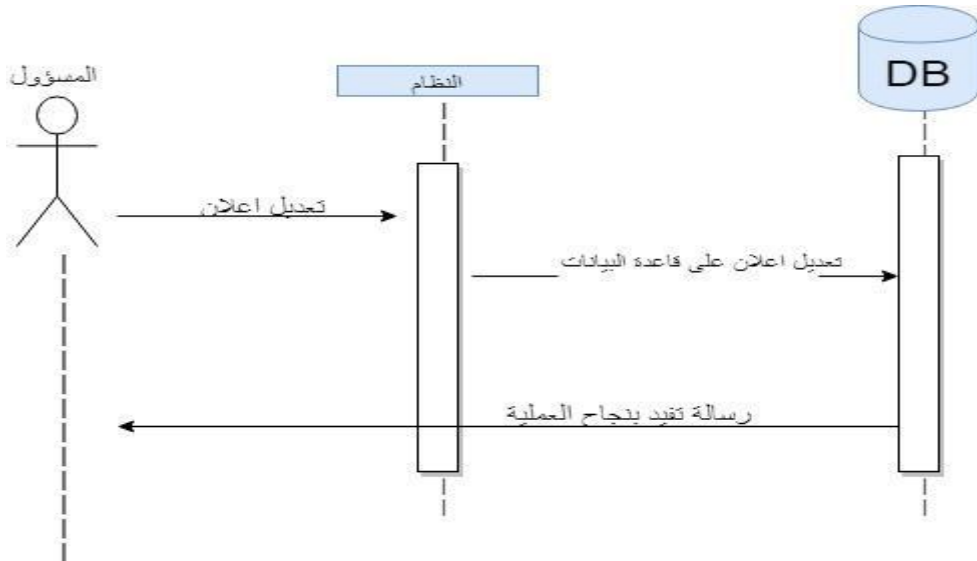 المسؤول
النظام
DB
تعديل اعلان
تعديل اعلان على قاعدة البيانات
رسالة تفيد بنجاح العملية